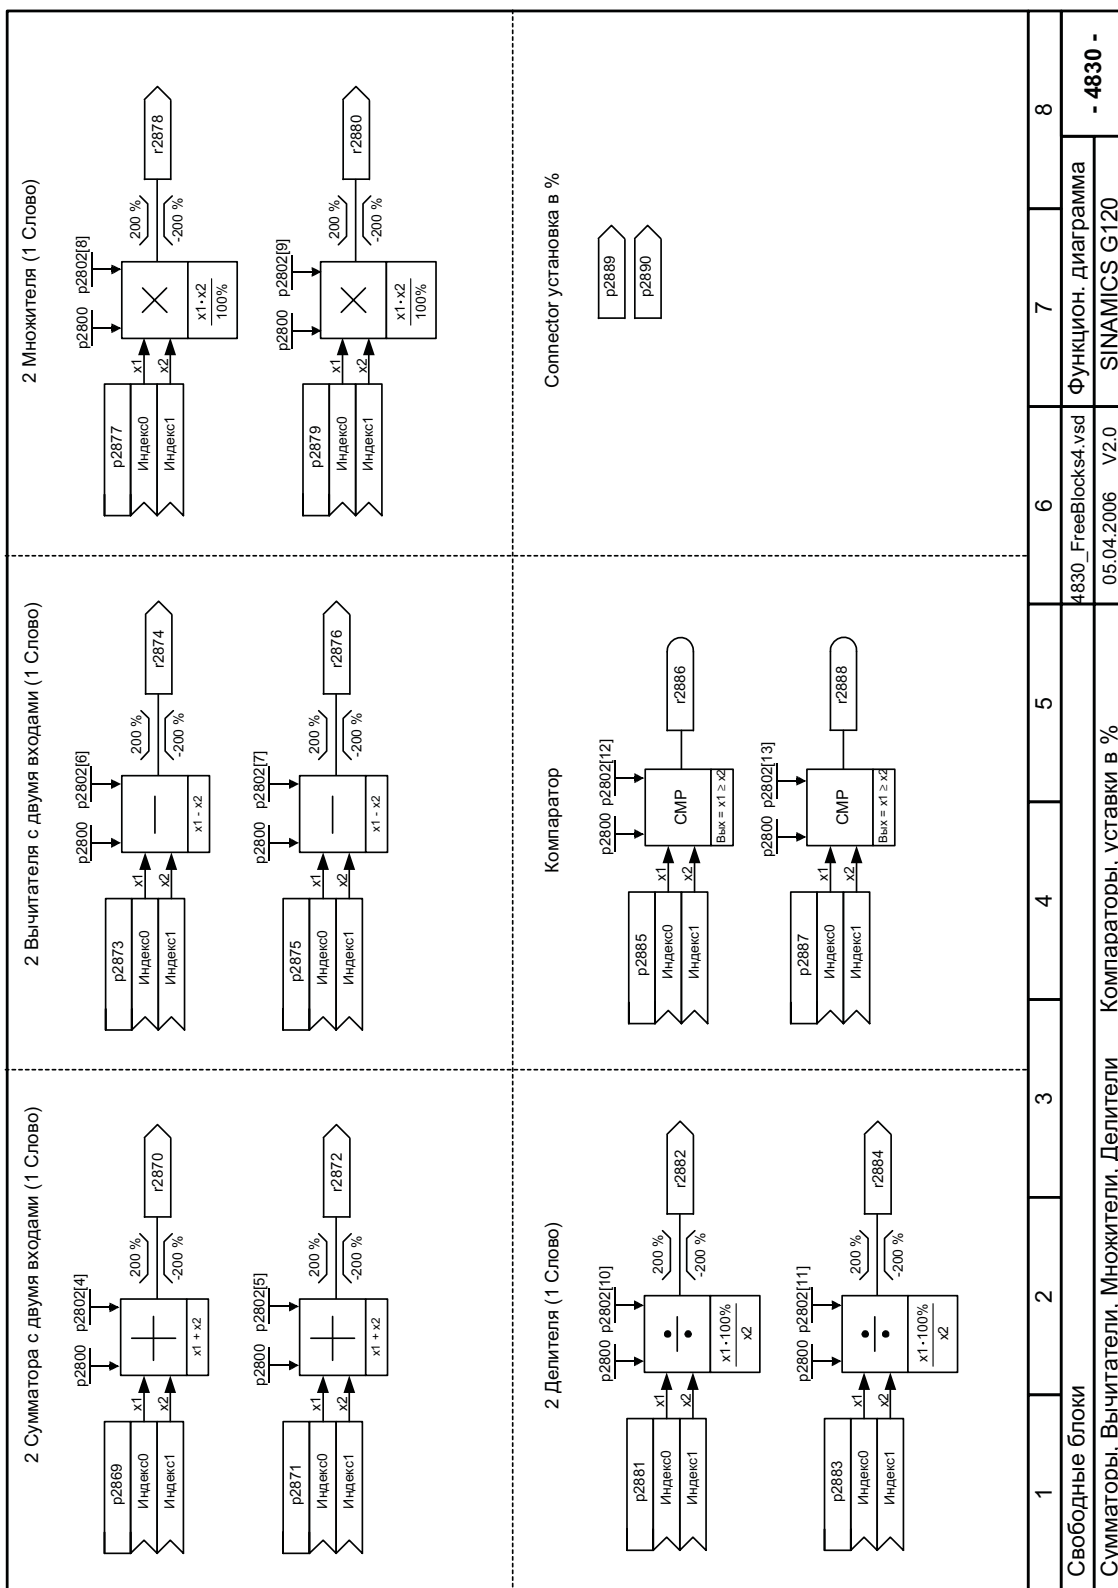 2 Сумматора с двумя входами (1 Слово)
p2800
p2802[4]
p2869
Индекс0
Индекс1
x1
x2
x1 + x2
200 %
-200 %
r2870
p2800
p2802[5]
p2871
Индекс0
Индекс1
x1
x2
x1 + x2
200 %
-200 %
r2872
2 Вычитателя с двумя входами (1 Слово)
p2800
p2802[6]
p2873
Индекс0
Индекс1
x1
x2
x1 - x2
200 %
-200 %
r2874
p2800
p2802[7]
p2875
Индекс0
Индекс1
x1
x2
x1 - x2
200 %
-200 %
r2876
2 Множителя (1 Слово)
p2800
p2802[8]
p2877
Индекс0
Индекс1
x1
x2
x1·x2
100%
200 %
-200 %
r2878
p2800
p2802[9]
p2879
Индекс0
Индекс1
x1
x2
x1·x2
100%
200 %
-200 %
r2880
2 Делителя (1 Слово)
p2800
p2802[10]
p2881
Индекс0
Индекс1
x1
x2
x1·100%
x2
200 %
-200 %
r2882
p2800
p2802[11]
p2883
Индекс0
Индекс1
x1
x2
x1·100%
x2
200 %
-200 %
r2884
Компаратор
p2800
p2802[12]
p2885
Индекс0
Индекс1
x1
x2
CMP
Вых = x1 ≥ x2
r2886
p2800
p2802[13]
p2887
Индекс0
Индекс1
x1
x2
CMP
Вых = x1 ≥ x2
r2888
Connector установка в %
p2889
p2890
1 2 3 4 5 6 7 8
Свободные блоки
4830_FreeBlocks4.vsd
Функцион. диаграмма
- 4830 -
Сумматоры, Вычитатели, Множители, Делители Компараторы, уставки в %
05.04.2006 V2.0
SINAMICS G120